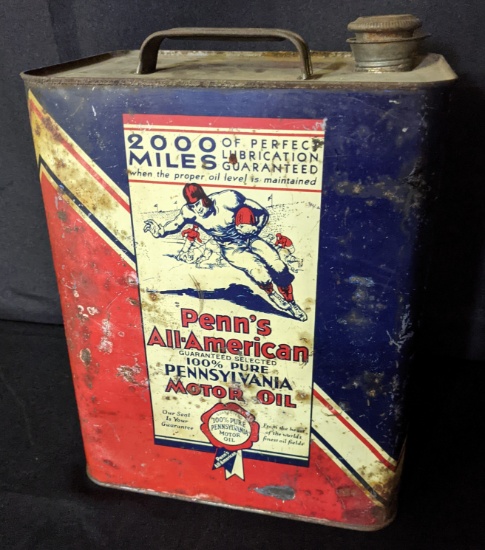 2000 MILES
OF PERFECT
LUBRICATION
GUARANTEED
when the proper oil level is maintained
Penn's
All-American
GUARANTEED SELECTED
100% PURE
PENNSYLVANIA
MOTOR OIL
One Seal
Is Your
Guarantee
100% PURE
PENNSYLVANIA
MOTOR
OIL
From the heart
of the world's
finest oil fields